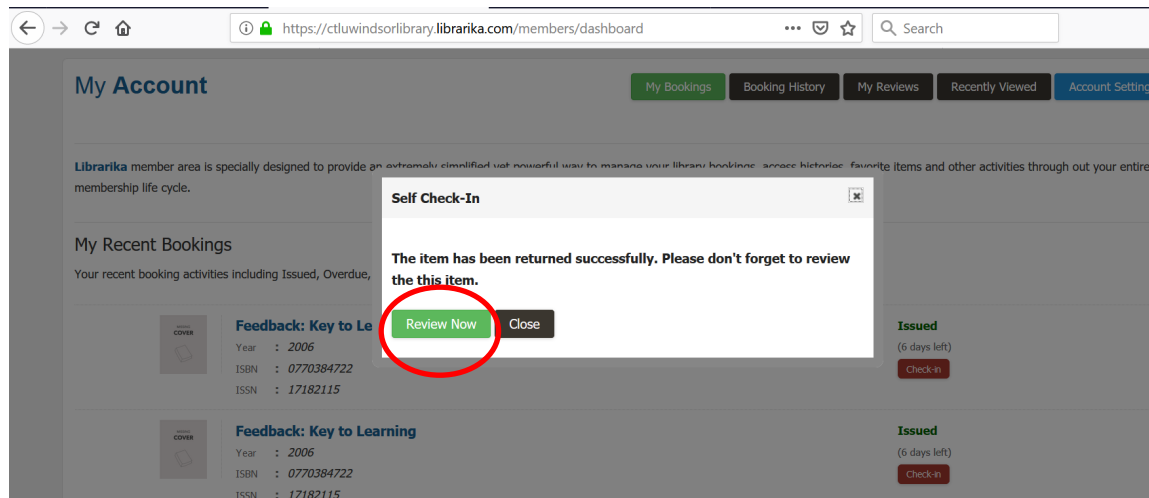 https://ctluwindsorlibrary.librarika.com/members/dashboard
Search
My Account
My Bookings
Booking History
My Reviews
Recently Viewed
Account Setting
Librarika member area is specially designed to provide an extremely simplified yet powerful way to manage your library bookings, access histories, favorite items and other activities through out your entire
membership life cycle.
Self Check-In
The item has been returned successfully. Please don't forget to review
the this item.
Review Now
Close
My Recent Bookings
Your recent booking activities including Issued, Overdue,
COVER
Feedback: Key to Le
Year : 2006
ISBN : 0770384722
ISSN : 17182115
Issued
(6 days left)
Check-in
COVER
Feedback: Key to Learning
Year : 2006
ISBN : 0770384722
ISSN : 17182115
Issued
(6 days left)
Check-in